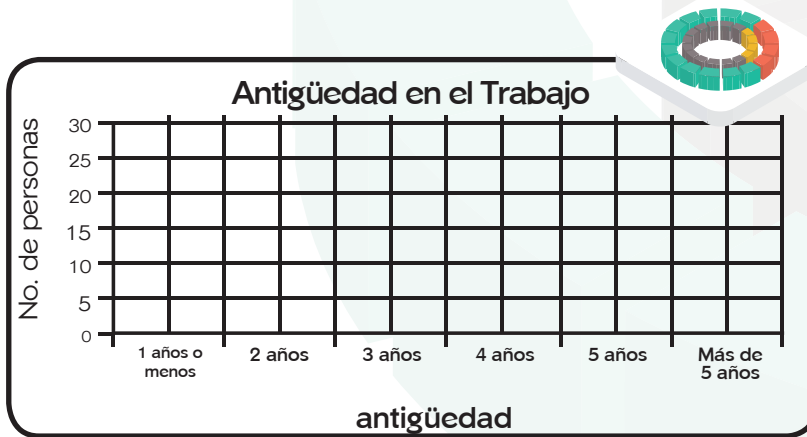 Antigüedad en el Trabajo
No. de personas
30
25
20
15
10
5
0
1 años o
menos
2 años
3 años
4 años
5 años
Más de
5 años
antigüedad